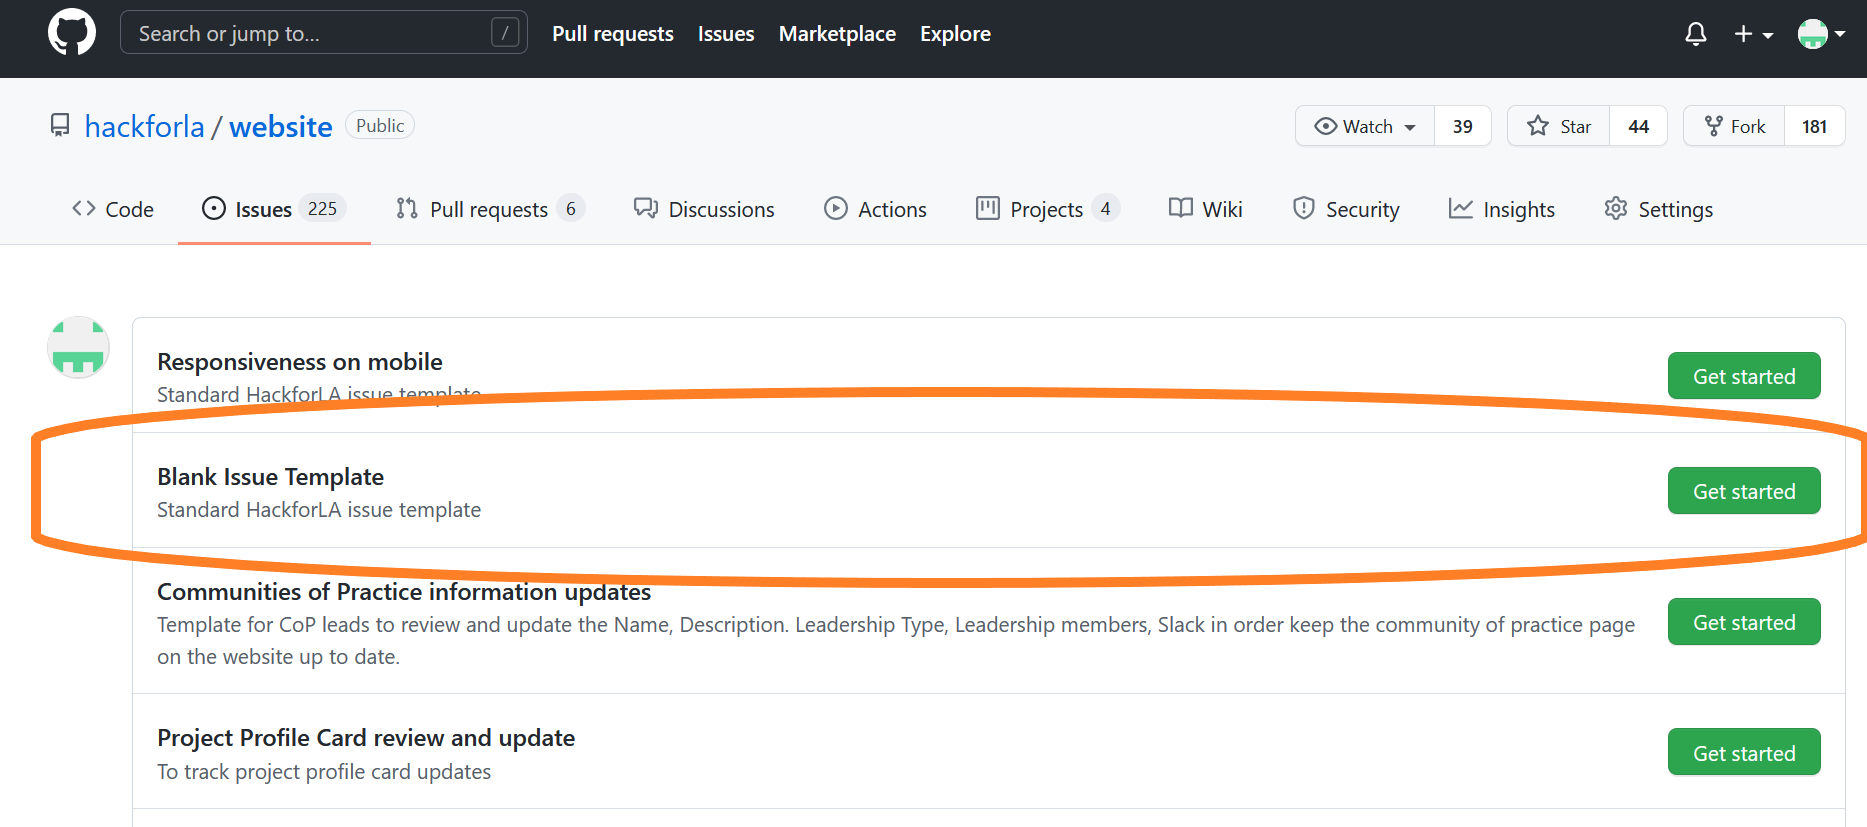 Search or jump to... /
Pull requests Issues Marketplace Explore
hackforla / website Public
Watch 39 Star 44 Fork 181
Code Issues 225 Pull requests 6 Discussions Actions Projects 4 Wiki Security Insights Settings
Responsiveness on mobile
Standard HackforLA issue template
Get started
Blank Issue Template
Standard HackforLA issue template
Get started
Communities of Practice information updates
Template for CoP leads to review and update the Name, Description. Leadership Type, Leadership members, Slack in order keep the community of practice page
on the website up to date.
Get started
Project Profile Card review and update
To track project profile card updates
Get started